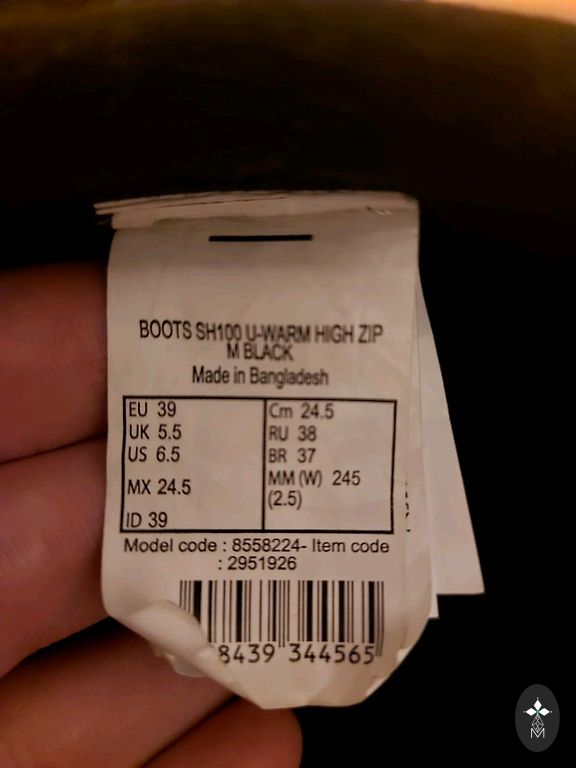 BOOTS SH100 U-WARM HIGH ZIP
M BLACK
Made in Bangladesh
EU 39
UK 5.5
US 6.5
MX 24.5
ID 39
Cm 24.5
RU 38
BR 37
MM (W) 245
(2.5)
Model code : 8558224- Item code
: 2951926
8439 344565
M